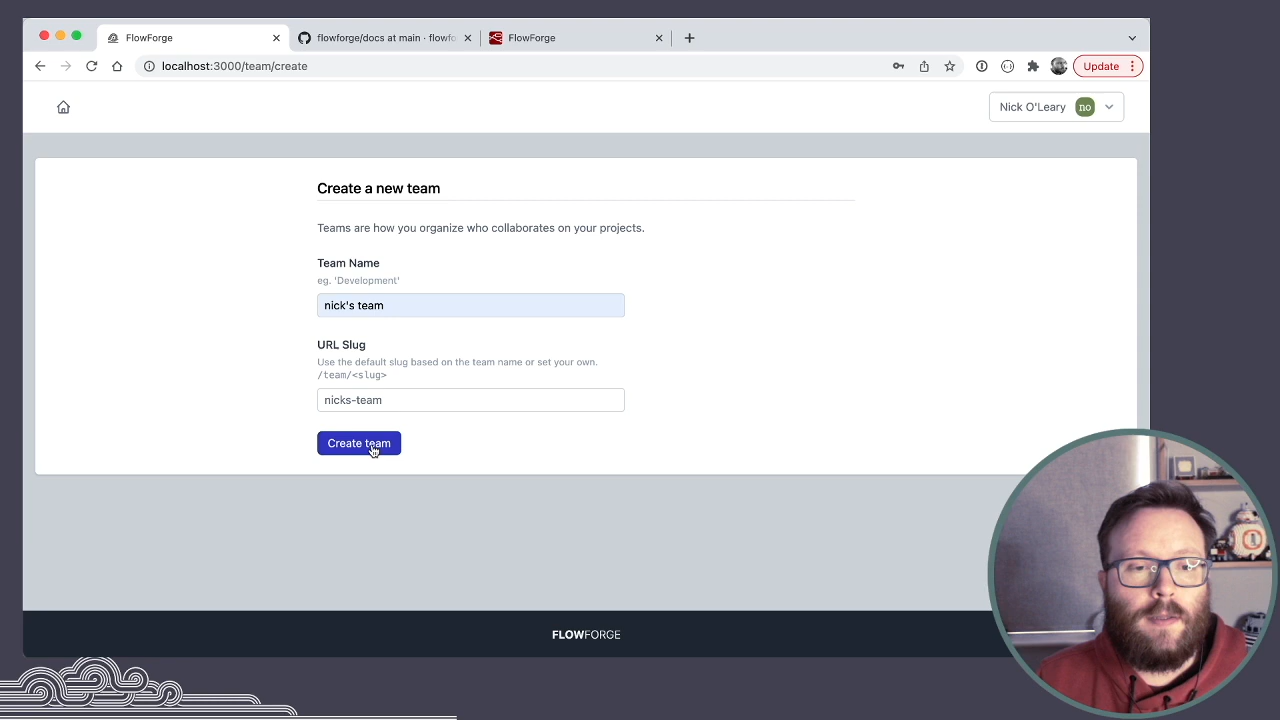 FlowForge
flowforge/docs at main · flowfo
FlowForge
localhost:3000/team/create
Update
Nick O'Leary no
Create a new team
Teams are how you organize who collaborates on your projects.
Team Name
eg. 'Development'
nick's team
URL Slug
Use the default slug based on the team name or set your own.
/team/<slug>
nicks-team
Create team
FLOWFORGE